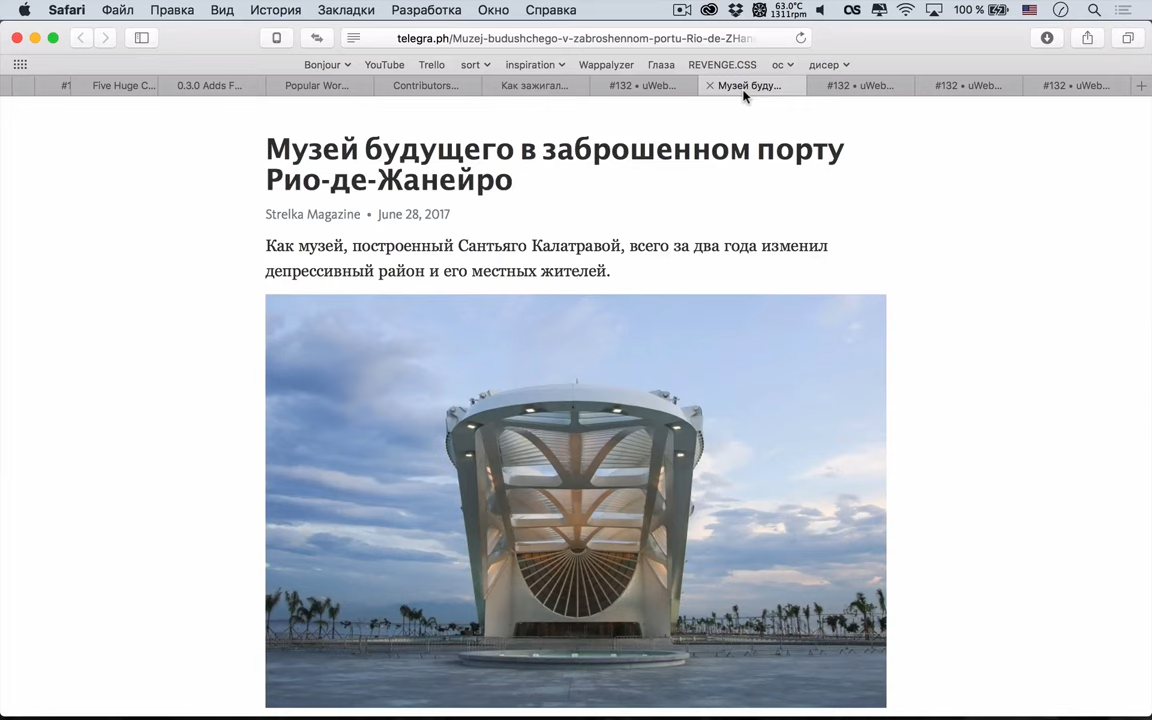 Safari Файл Правка Вид История Закладки Разработка Окно Справка 63.0°C 1311rpm 100 %
telegra.ph/Muzej-budushchego-v-zabroshennom-portu-Rio-de-ZHan
Bonjour YouTube Trello sort inspiration Wappalyzer Глаза REVENGE.CSS ос дисер
#1 Five Huge C... 0.3.0 Adds F... Popular Wor... Contributors... Как зажигал... #132 • uWeb... Музей буду... #132 • uWeb... #132 • uWeb... #132 • uWeb...
Музей будущего в заброшенном порту
Рио-де-Жанейро
Strelka Magazine • June 28, 2017
Как музей, построенный Сантьяго Калатравой, всего за два года изменил
депрессивный район и его местных жителей.